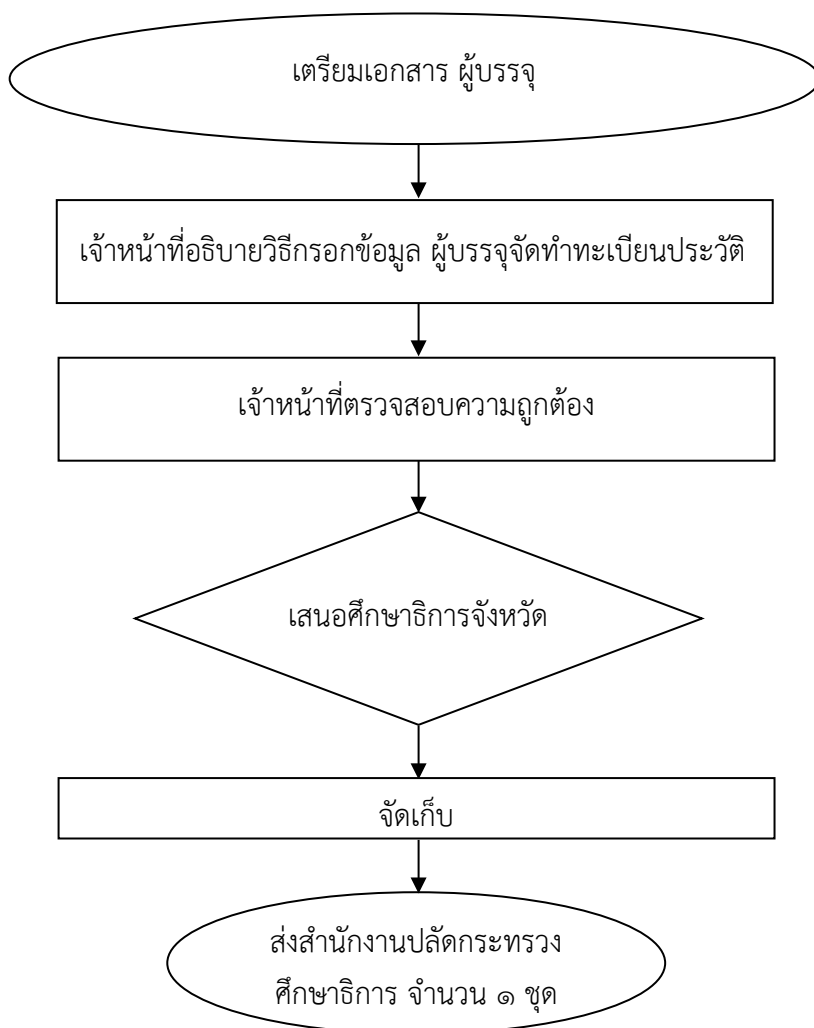 เตรียมเอกสาร ผู้บรรจุ
เจ้าหน้าที่อธิบายวิธีกรอกข้อมูล ผู้บรรจุจัดทำทะเบียนประวัติ
เจ้าหน้าที่ตรวจสอบความถูกต้อง
เสนอศึกษาธิการจังหวัด
จัดเก็บ
ส่งสำนักงานปลัดกระทรวง
ศึกษาธิการ จำนวน ๑ ชุด